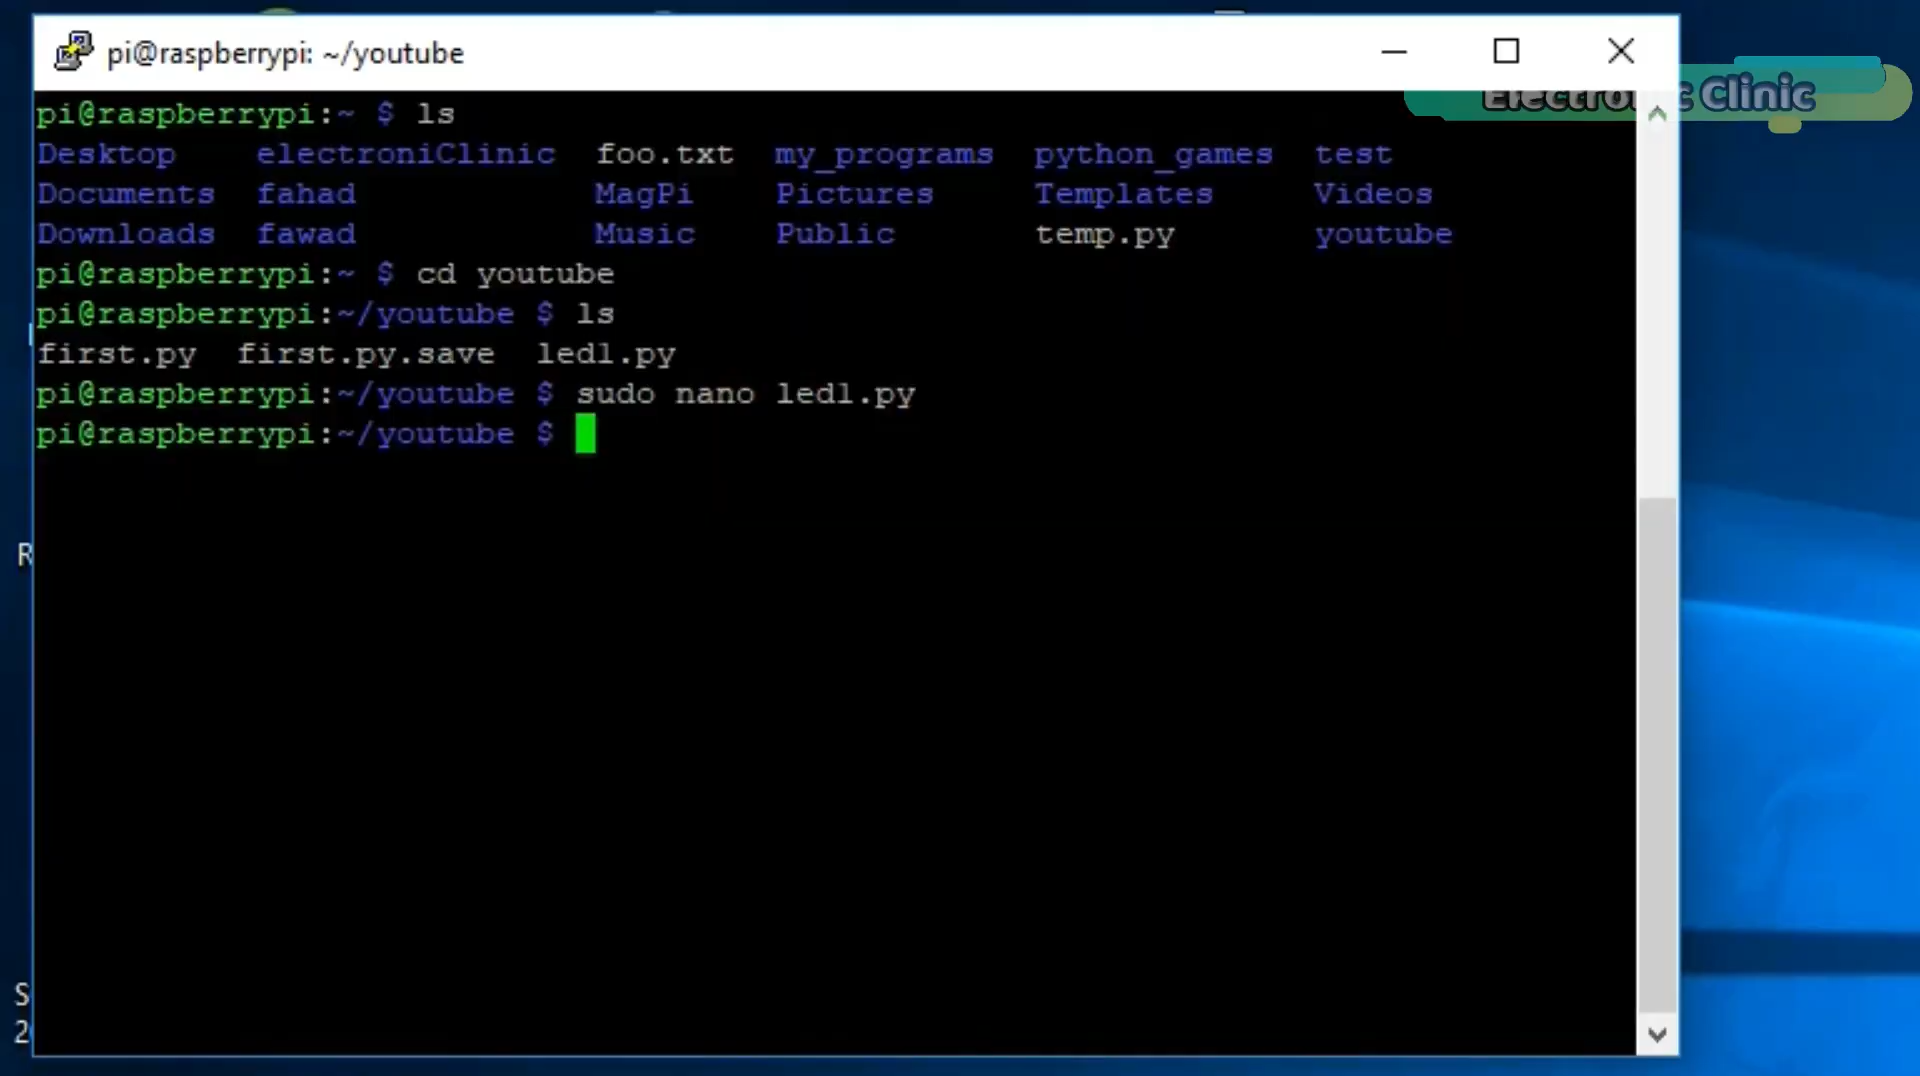 pi@raspberrypi: ~/youtube
Electronic Clinic
pi@raspberrypi:~ $ ls
Desktop electroniClinic foo.txt my_programs python_games test
Documents fahad MagPi Pictures Templates Videos
Downloads fawad Music Public temp.py youtube
pi@raspberrypi:~ $ cd youtube
pi@raspberrypi:~/youtube $ ls
first.py first.py.save led1.py
pi@raspberrypi:~/youtube $ sudo nano led1.py
pi@raspberrypi:~/youtube $
R
S
20